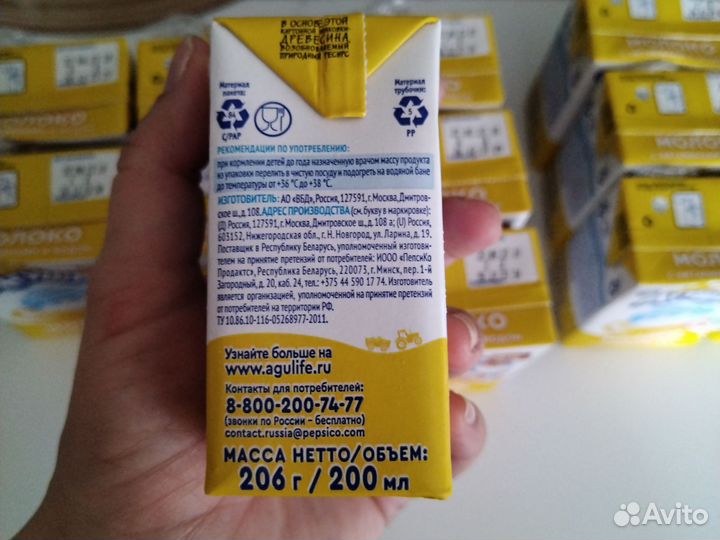 В ОСНОВЕ ЭТОЙ
КАРТОННОЙ УПАКОВКИ -
ДРЕВЕСИНА,
ВОЗОБНОВЛЯЕМЫЙ
ПРИРОДНЫЙ РЕСУРС
Материал
пакета:
84
C/PAP
Материал
трубочки:
5
PP
РЕКОМЕНДАЦИИ ПО УПОТРЕБЛЕНИЮ:
при кормлении детей до года назначенную врачом массу продукта
из упаковки перелить в чистую посуду и подогреть на водяной бане
до температуры от +36 °С до +38 °С.
ИЗГОТОВИТЕЛЬ: АО «ВБД», Россия, 127591, г. Москва, Дмитров-
ское ш., д. 108. АДРЕС ПРОИЗВОДСТВА (см. букву в маркировке):
(Д) Россия, 127591, г. Москва, Дмитровское ш., д. 108 а; (U) Россия,
603152, Нижегородская обл., г. Н. Новгород, ул. Ларина, д. 19.
Поставщик в Республику Беларусь, уполномоченный изготови-
телем на принятие претензий от потребителей: ИООО «ПепсиКо
Продактс», Республика Беларусь, 220073, г. Минск, пер. 1-й
Загородный, д. 20, каб. 24, тел.: +375 44 590 17 74. Изготовитель
является организацией, уполномоченной на принятие претензий
от потребителей на территории РФ.
ТУ 10.86.10-116-05268977-2011.
Узнайте больше на
www.agulife.ru
Контакты для потребителей:
8-800-200-74-77
(звонки по России – бесплатно)
contact.russia@pepsico.com
МАССА НЕТТО/ОБЪЕМ:
206 г / 200 мл
МОЛОКО
Avito